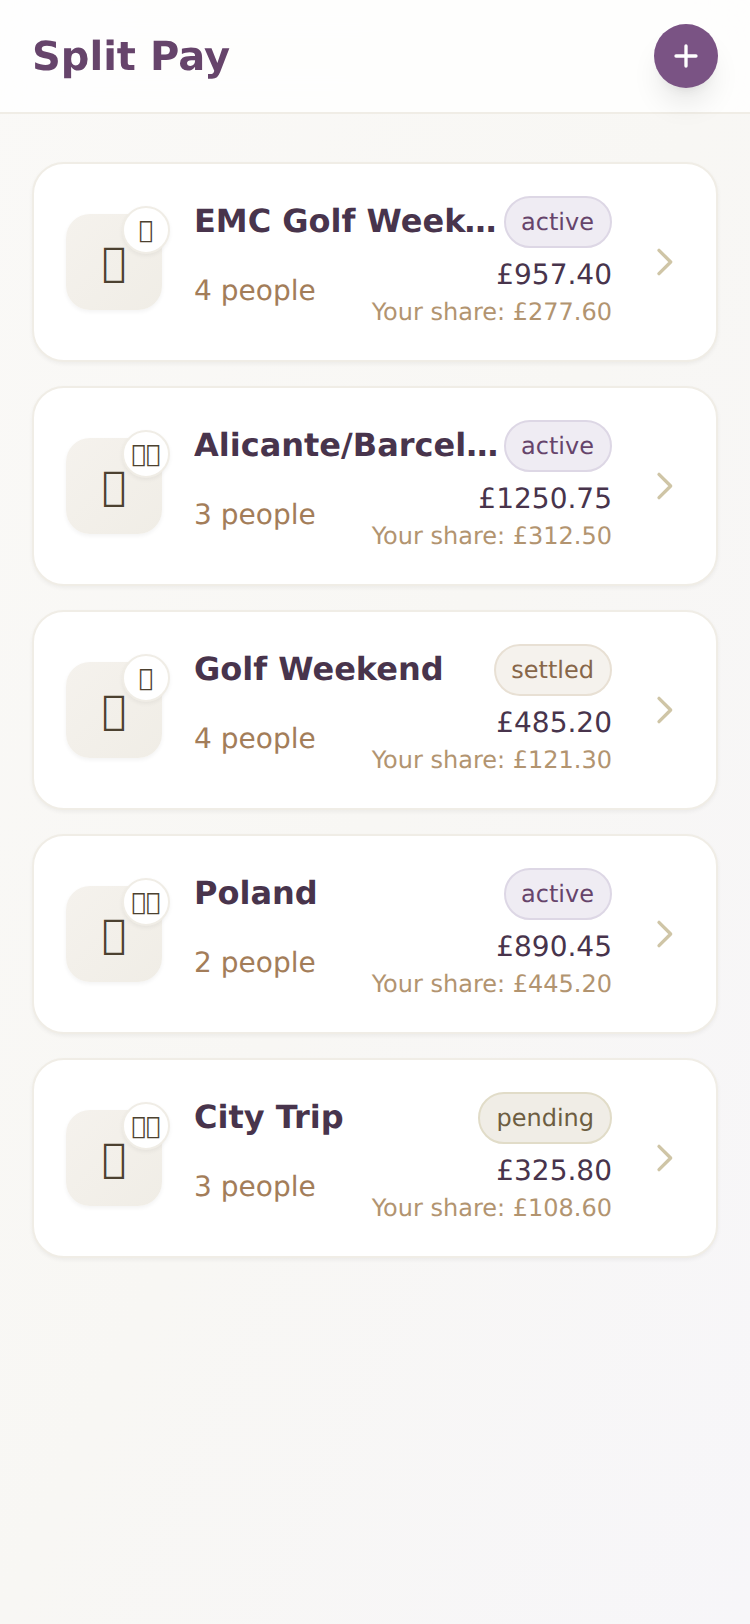 Split Pay
EMC Golf Week...
active
4 people
£957.40
Your share: £277.60
Alicante/Barcel...
active
3 people
£1250.75
Your share: £312.50
Golf Weekend
settled
4 people
£485.20
Your share: £121.30
Poland
active
2 people
£890.45
Your share: £445.20
City Trip
pending
3 people
£325.80
Your share: £108.60